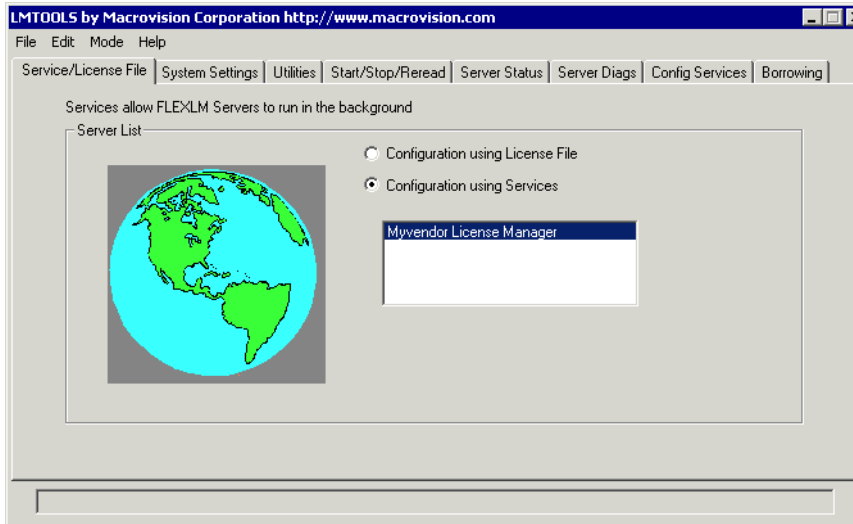 LMTOOLS by Macrovision Corporation http://www.macrovision.com
File Edit Mode Help
Service/License File System Settings Utilities Start/Stop/Reread Server Status Server Diags Config Services Borrowing
Services allow FLEXLM Servers to run in the background
Server List
Configuration using License File
Configuration using Services
Myvendor License Manager